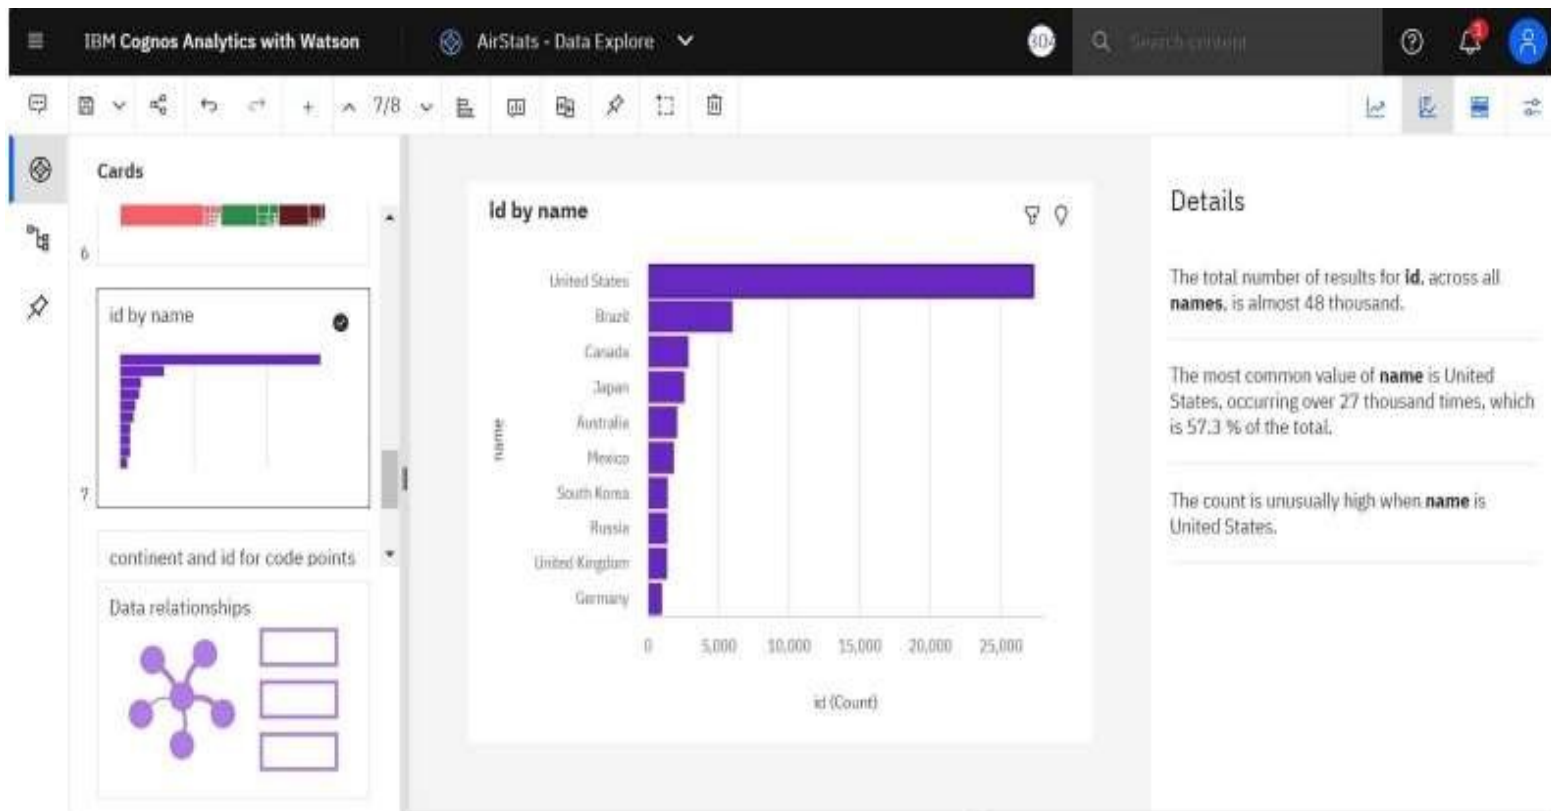 IBM Cognos Analytics with Watson
AirStats - Data Explore
Search content
7/8
Cards
6
id by name
7
continent and id for code points
Data relationships
id by name
United States
Brazil
Canada
Japan
Australia
Mexico
South Korea
Russia
United Kingdom
Germany
name
0 5,000 10,000 15,000 20,000 25,000
id (Count)
Details
The total number of results for id, across all
names, is almost 48 thousand.
The most common value of name is United
States, occurring over 27 thousand times, which
is 57.3 % of the total.
The count is unusually high when name is
United States.